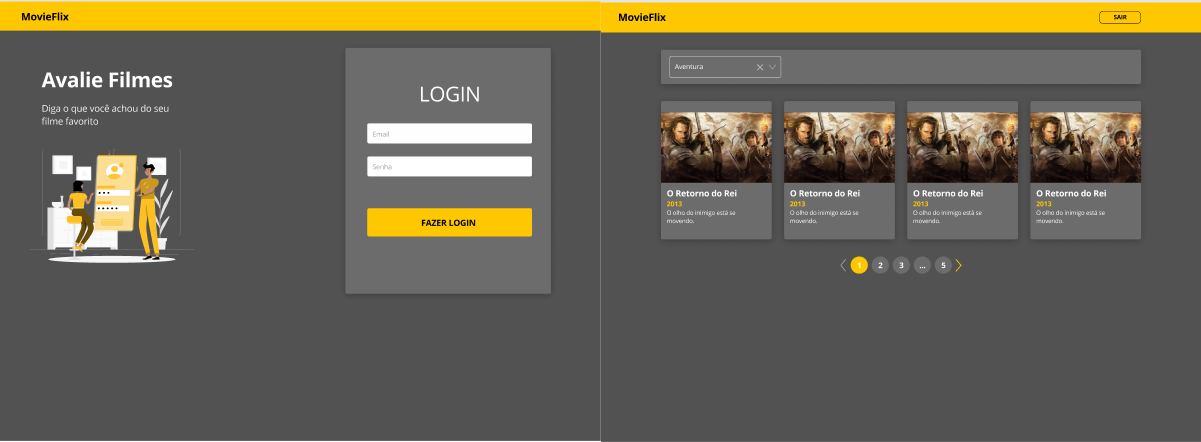 MovieFlix
Avalie Filmes
Diga o que você achou do seu
filme favorito
LOGIN
Email
Senha
FAZER LOGIN
MovieFlix
SAIR
Aventura
O Retorno do Rei
2013
O olho do inimigo está se
movendo.
O Retorno do Rei
2013
O olho do inimigo está se
movendo.
O Retorno do Rei
2013
O olho do inimigo está se
movendo.
O Retorno do Rei
2013
O olho do inimigo está se
movendo.
1 2 3 ... 5